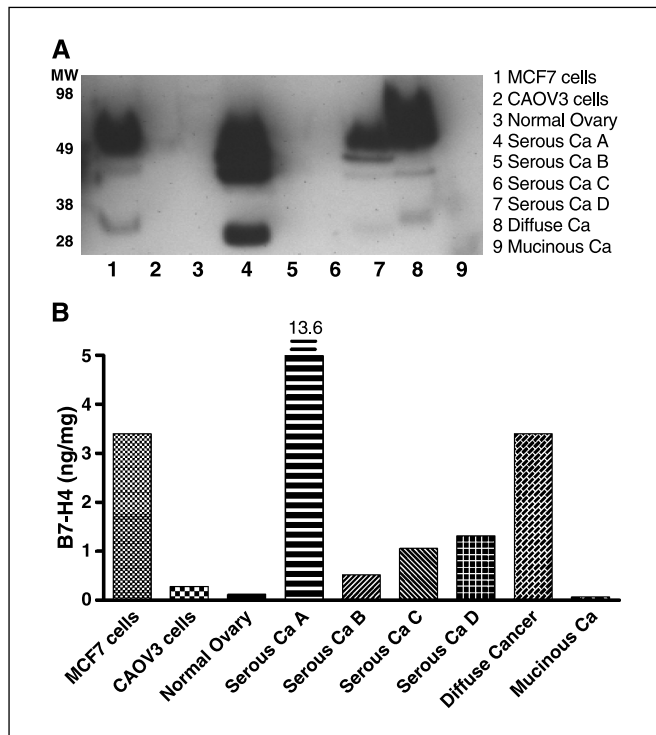 A
MW
98
49
38
28
1 MCF7 cells
2 CAOV3 cells
3 Normal Ovary
4 Serous Ca A
5 Serous Ca B
6 Serous Ca C
7 Serous Ca D
8 Diffuse Ca
9 Mucinous Ca
1 2 3 4 5 6 7 8 9
B
13.6
B7-H4 (ng/mg)
5
4
3
2
1
0
MCF7 cells
CAOV3 cells
Normal Ovary
Serous Ca A
Serous Ca B
Serous Ca C
Serous Ca D
Diffuse Cancer
Mucinous Ca